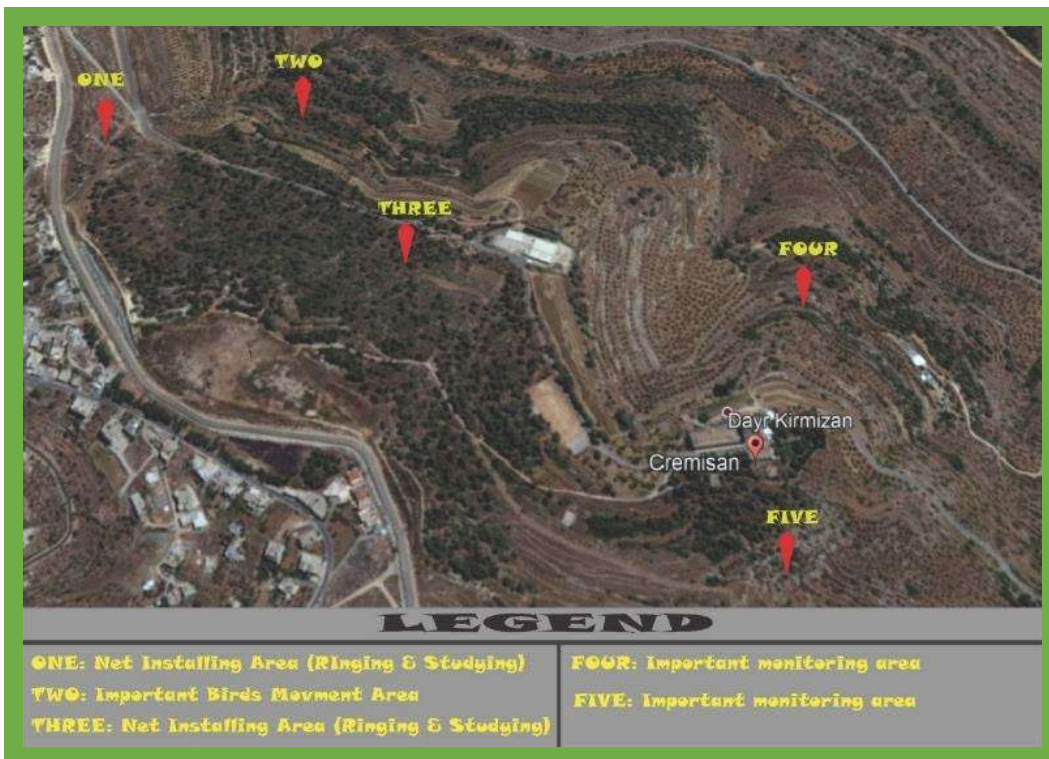 TWO
ONE
THREE
FOUR
Dayr Kirmizan
Cremisan
FIVE
LEGEND
ONE: Net Installing Area (RInging & Studying)
TWO: Important Birds Movment Area
THREE: Net Installing Area (Ringing & Studying)
FOUR: Important monitoring area
FIVE: Important monitoring area